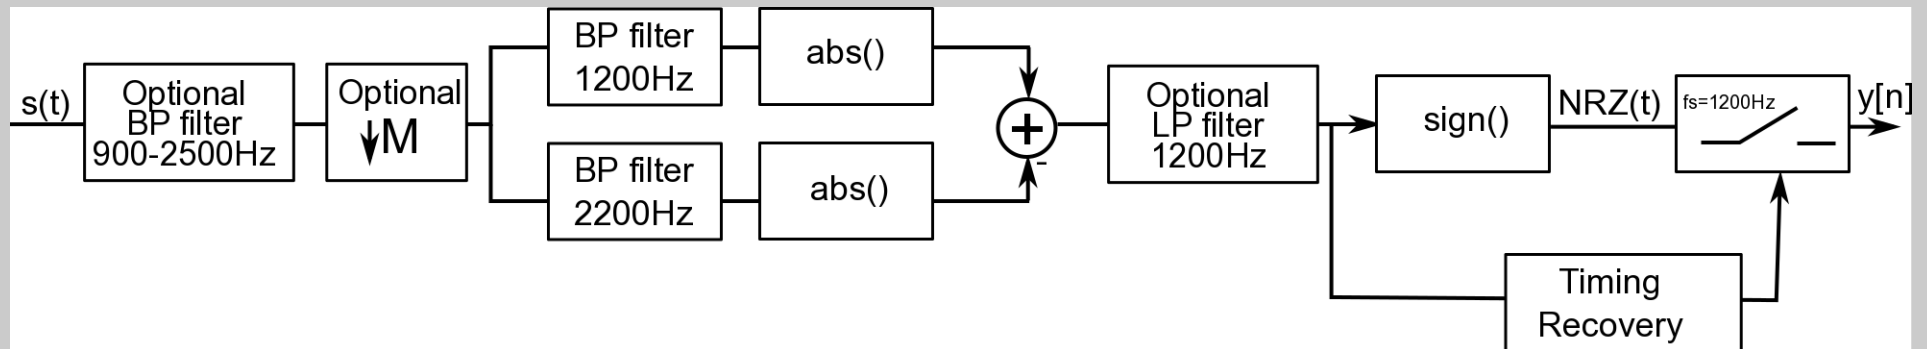 s(t)
Optional
BP filter
900-2500Hz
Optional
↓M
BP filter
1200Hz
abs()
BP filter
2200Hz
abs()
+
-
Optional
LP filter
1200Hz
sign()
NRZ(t)
fs=1200Hz
y[n]
Timing
Recovery